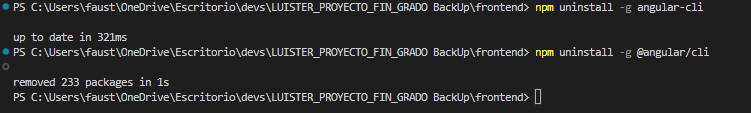 PS C:\Users\faust\OneDrive\Escritorio\devs\LUISTER_PROYECTO_FIN_GRADO BackUp\frontend> npm uninstall -g angular-cli
up to date in 321ms
PS C:\Users\faust\OneDrive\Escritorio\devs\LUISTER_PROYECTO_FIN_GRADO BackUp\frontend> npm uninstall -g @angular/cli
removed 233 packages in 1s
PS C:\Users\faust\OneDrive\Escritorio\devs\LUISTER_PROYECTO_FIN_GRADO BackUp\frontend>